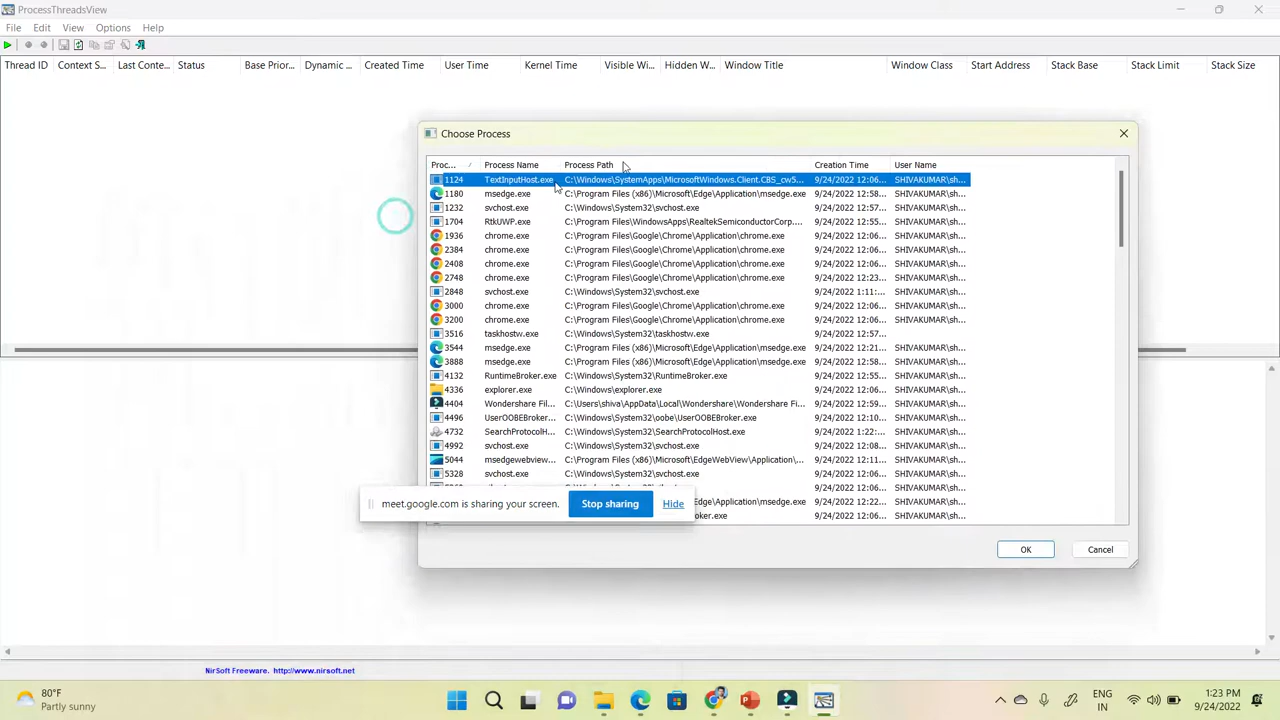 ProcessThreadsView
File Edit View Options Help
Thread ID Context S... Last Conte... Status Base Prior... Dynamic ... Created Time User Time Kernel Time Visible Wi... Hidden W... Window Title Window Class Start Address Stack Base Stack Limit Stack Size
Choose Process
Proc... Process Name Process Path Creation Time User Name
1124 TextInputHost.exe C:\Windows\SystemApps\MicrosoftWindows.Client.CBS_cw5... 9/24/2022 12:06... SHIVAKUMAR\sh...
1180 msedge.exe C:\Program Files (x86)\Microsoft\Edge\Application\msedge.exe 9/24/2022 12:58... SHIVAKUMAR\sh...
1232 svchost.exe C:\Windows\System32\svchost.exe 9/24/2022 12:57... SHIVAKUMAR\sh...
1704 RtkUWP.exe C:\Program Files\WindowsApps\RealtekSemiconductorCorp.... 9/24/2022 12:06... SHIVAKUMAR\sh...
1936 chrome.exe C:\Program Files\Google\Chrome\Application\chrome.exe 9/24/2022 12:06... SHIVAKUMAR\sh...
2384 chrome.exe C:\Program Files\Google\Chrome\Application\chrome.exe 9/24/2022 12:06... SHIVAKUMAR\sh...
2408 chrome.exe C:\Program Files\Google\Chrome\Application\chrome.exe 9/24/2022 12:06... SHIVAKUMAR\sh...
2748 chrome.exe C:\Program Files\Google\Chrome\Application\chrome.exe 9/24/2022 12:23... SHIVAKUMAR\sh...
2848 svchost.exe C:\Windows\System32\svchost.exe 9/24/2022 1:11:... SHIVAKUMAR\sh...
3000 chrome.exe C:\Program Files\Google\Chrome\Application\chrome.exe 9/24/2022 12:06... SHIVAKUMAR\sh...
3200 chrome.exe C:\Program Files\Google\Chrome\Application\chrome.exe 9/24/2022 12:06... SHIVAKUMAR\sh...
3516 taskhostw.exe C:\Windows\System32\taskhostw.exe 9/24/2022 12:57...
3544 msedge.exe C:\Program Files (x86)\Microsoft\Edge\Application\msedge.exe 9/24/2022 12:21... SHIVAKUMAR\sh...
3888 msedge.exe C:\Program Files (x86)\Microsoft\Edge\Application\msedge.exe 9/24/2022 12:58... SHIVAKUMAR\sh...
4132 RuntimeBroker.exe C:\Windows\System32\RuntimeBroker.exe 9/24/2022 12:06... SHIVAKUMAR\sh...
4336 explorer.exe C:\Windows\explorer.exe 9/24/2022 12:06... SHIVAKUMAR\sh...
4404 Wondershare Fil... C:\Users\shiva\AppData\Local\Wondershare\Wondershare Fi... 9/24/2022 12:59... SHIVAKUMAR\sh...
4496 UserOOBEBroker... C:\Windows\System32\oobe\UserOOBEBroker.exe 9/24/2022 12:10... SHIVAKUMAR\sh...
4732 SearchProtocolH... C:\Windows\System32\SearchProtocolHost.exe 9/24/2022 1:22:... SHIVAKUMAR\sh...
4992 svchost.exe C:\Windows\System32\svchost.exe 9/24/2022 12:08... SHIVAKUMAR\sh...
5044 msedgewebview... C:\Program Files (x86)\Microsoft\EdgeWebView\Application\... 9/24/2022 12:11... SHIVAKUMAR\sh...
5328 svchost.exe C:\Windows\System32\svchost.exe 9/24/2022 12:06... SHIVAKUMAR\sh...
9/24/2022 12:06... SHIVAKUMAR\sh...
Edge\Application\msedge.exe 9/24/2022 12:22... SHIVAKUMAR\sh...
oker.exe 9/24/2022 12:06... SHIVAKUMAR\sh...
meet.google.com is sharing your screen. Stop sharing Hide
OK Cancel
NirSoft Freeware. http://www.nirsoft.net
80°F
Partly sunny
ENG
IN
1:23 PM
9/24/2022